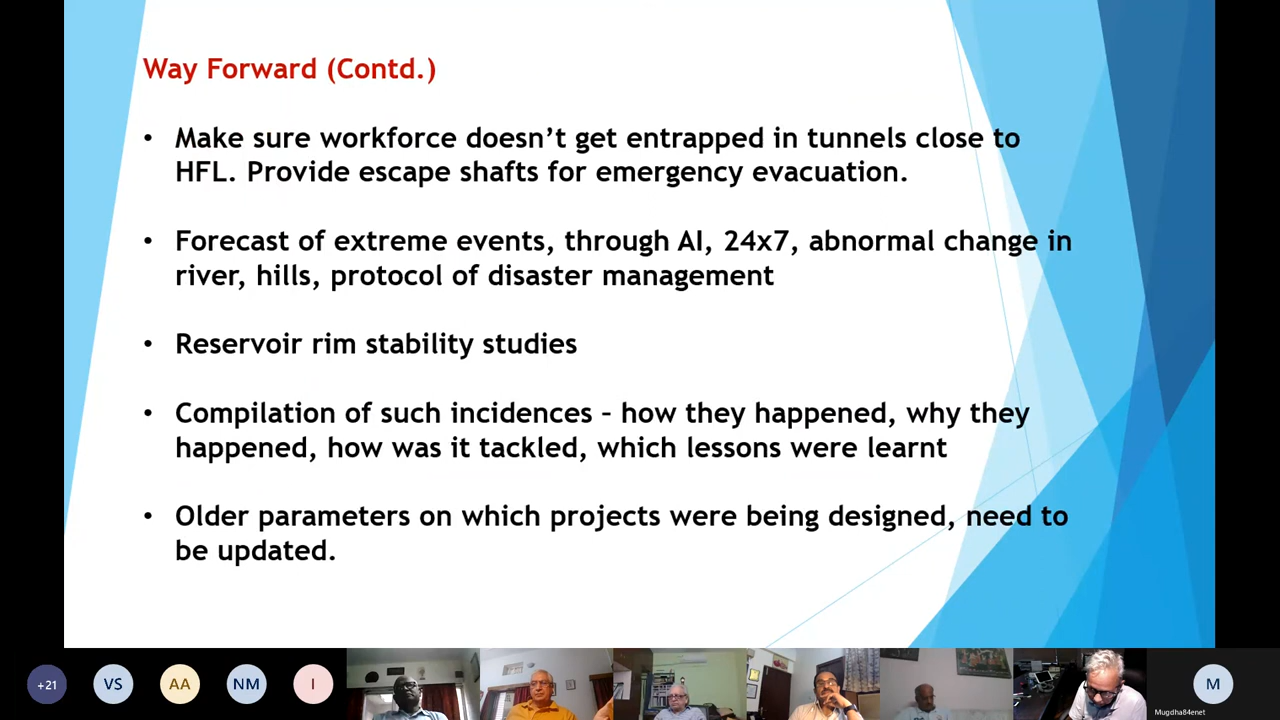 Way Forward (Contd.)
• Make sure workforce doesn’t get entrapped in tunnels close to
HFL. Provide escape shafts for emergency evacuation.
• Forecast of extreme events, through AI, 24x7, abnormal change in
river, hills, protocol of disaster management
• Reservoir rim stability studies
• Compilation of such incidences – how they happened, why they
happened, how was it tackled, which lessons were learnt
• Older parameters on which projects were being designed, need to
be updated.
+21
VS
AA
NM
I
M
Mugdha84enet